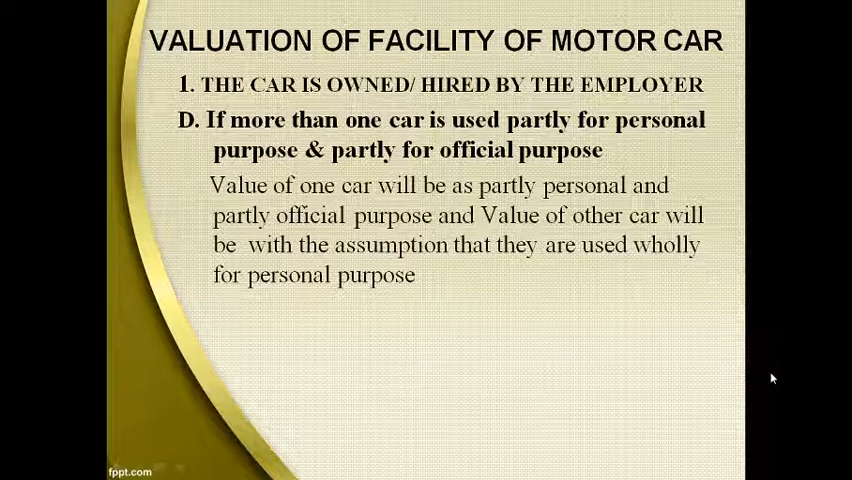 VALUATION OF FACILITY OF MOTOR CAR
1. THE CAR IS OWNED/ HIRED BY THE EMPLOYER
D. If more than one car is used partly for personal
purpose & partly for official purpose
Value of one car will be as partly personal and
partly official purpose and Value of other car will
be with the assumption that they are used wholly
for personal purpose
fppt.com